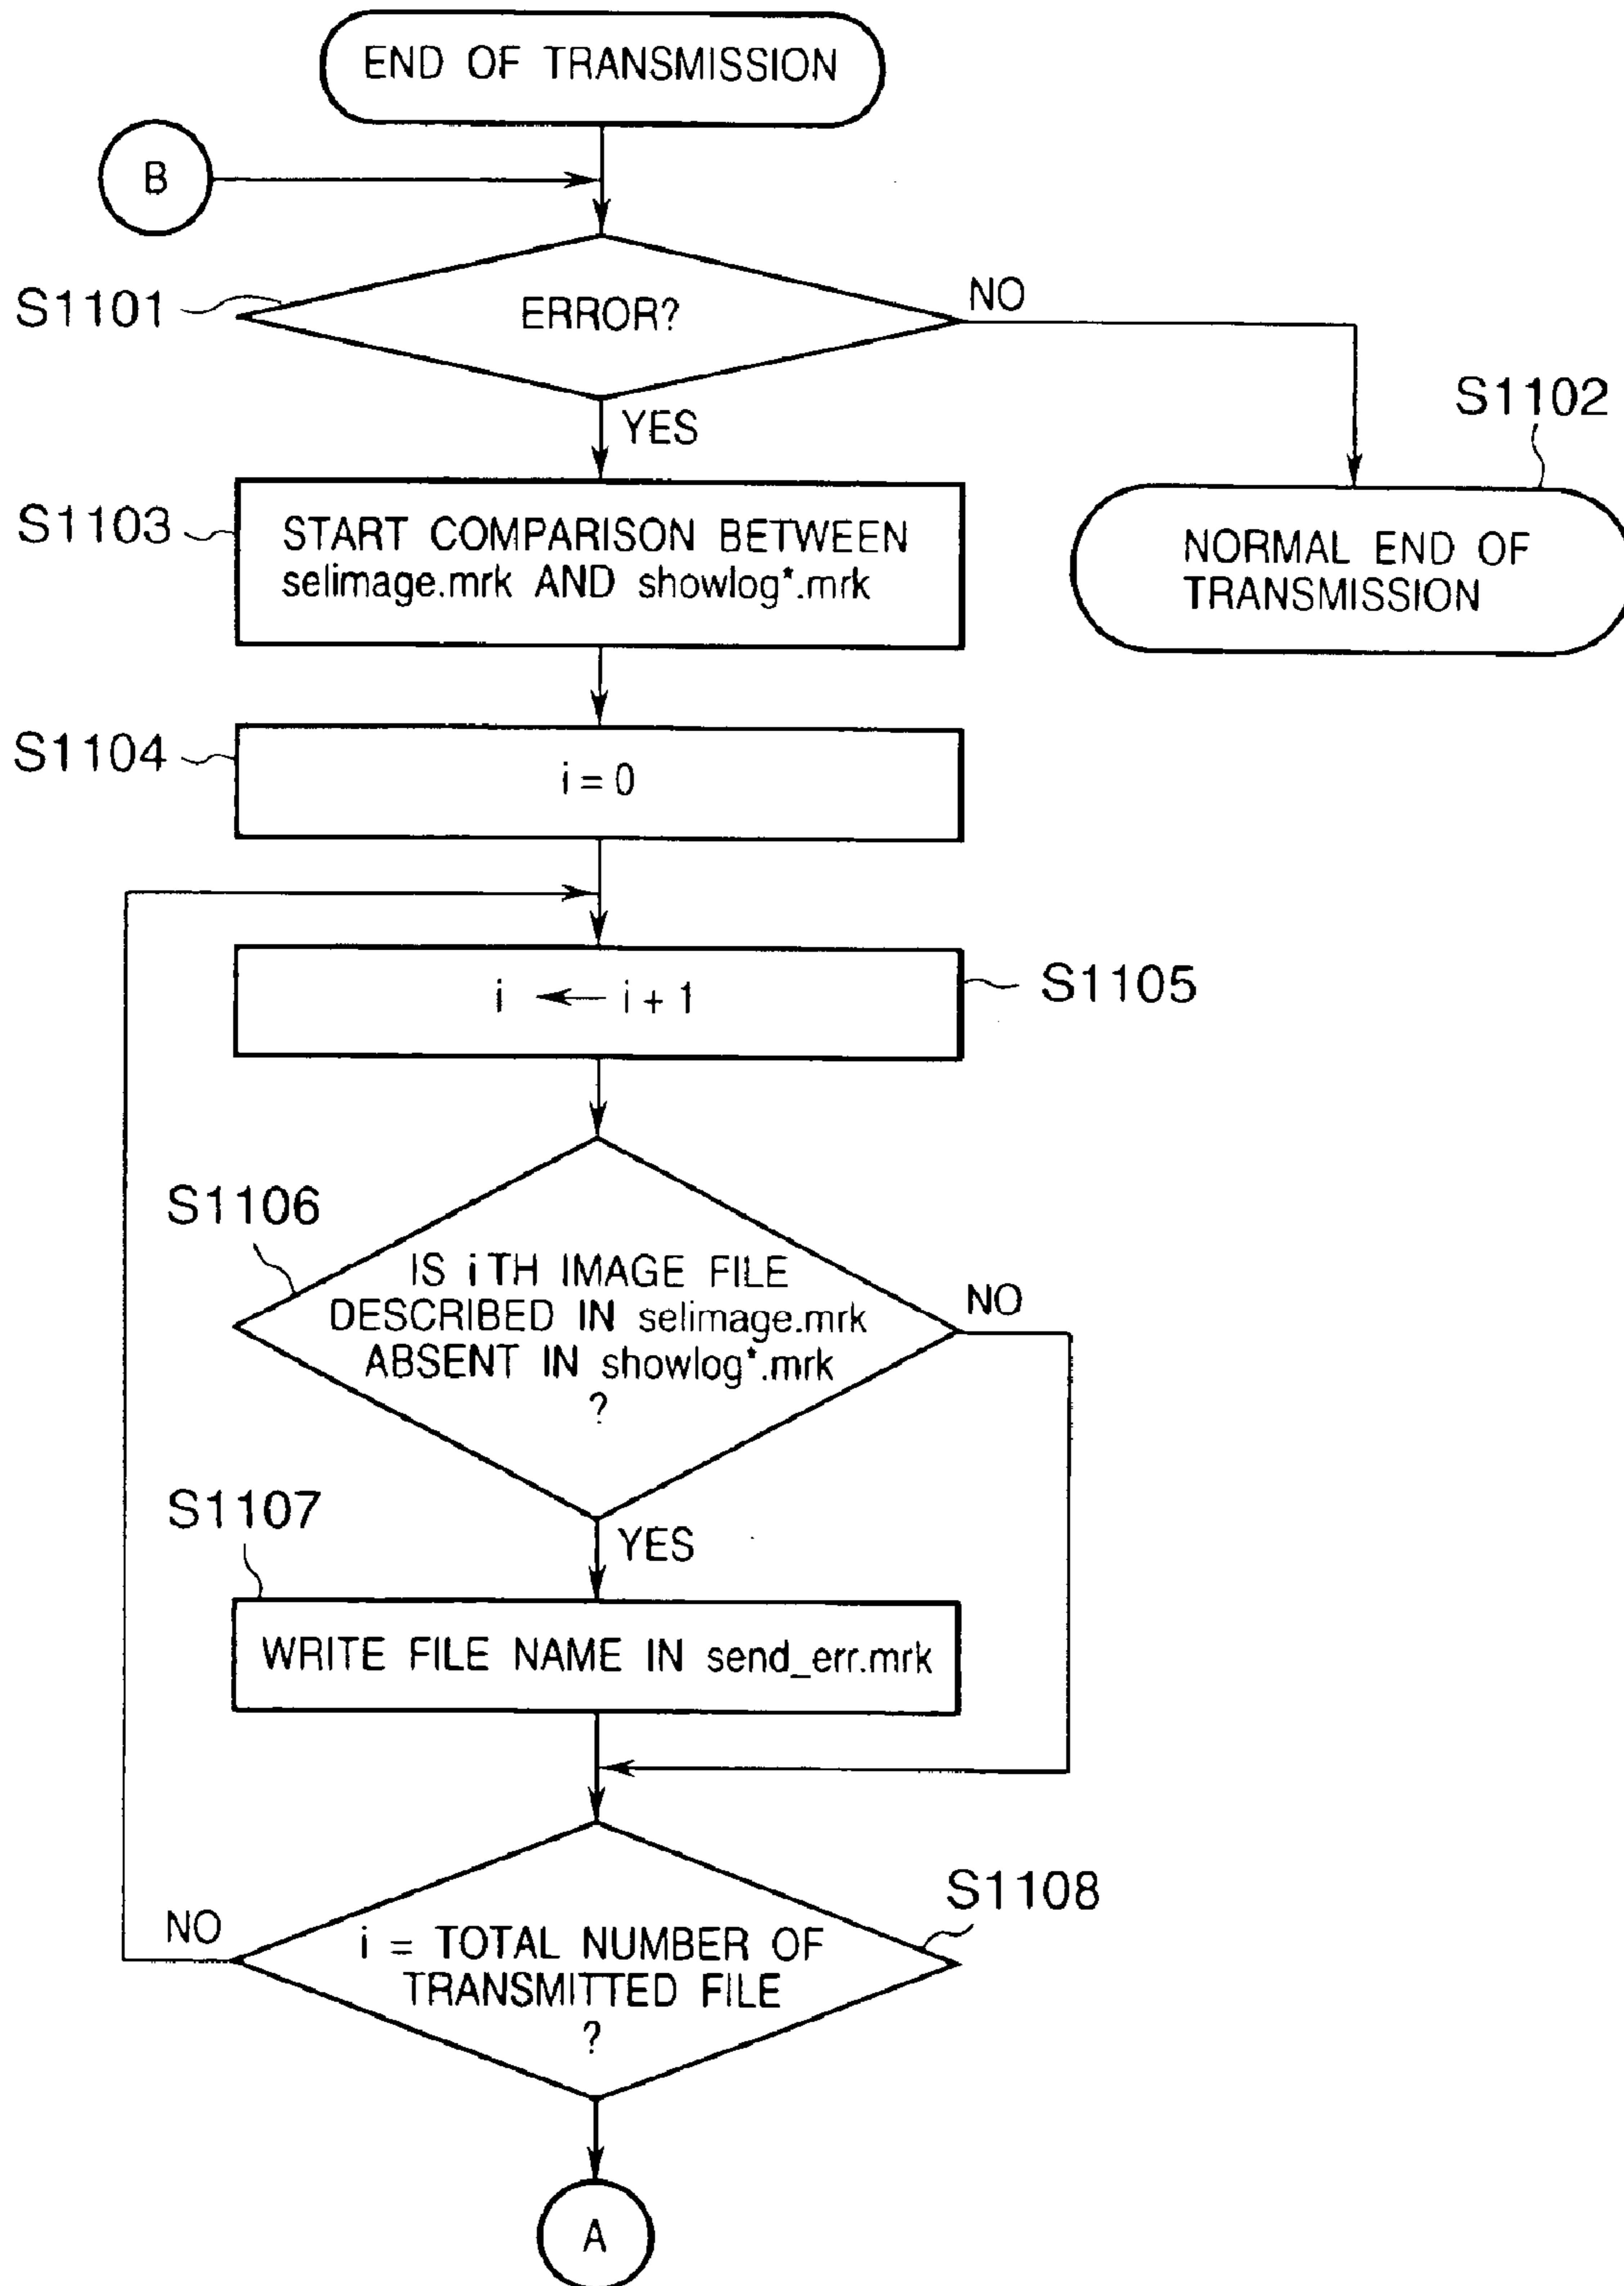 END OF TRANSMISSION
B
S1101
ERROR?
NO
YES
S1102
NORMAL END OF
TRANSMISSION
S1103
START COMPARISON BETWEEN
selimage.mrk AND showlog*.mrk
S1104
i = 0
S1105
i ← i + 1
S1106
IS iTH IMAGE FILE
DESCRIBED IN selimage.mrk
ABSENT IN showlog*.mrk
?
NO
YES
S1107
WRITE FILE NAME IN send_err.mrk
S1108
NO
i = TOTAL NUMBER OF
TRANSMITTED FILE
?
A